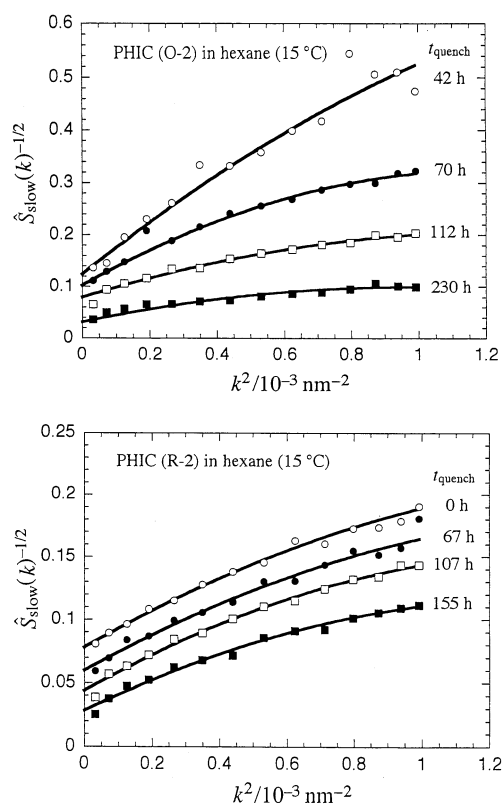 0.6
PHIC (O-2) in hexane (15 °C)
t_quench
42 h
0.5
0.4
70 h
0.3
0.2
112 h
0.1
230 h
0
Ŝ_slow(k)^−1/2
0 0.2 0.4 0.6 0.8 1 1.2
k²/10⁻³ nm⁻²
0.25
PHIC (R-2) in hexane (15 °C)
t_quench
0.2
0 h
67 h
0.15
107 h
155 h
0.1
0.05
0
Ŝ_slow(k)^−1/2
0 0.2 0.4 0.6 0.8 1 1.2
k²/10⁻³ nm⁻²